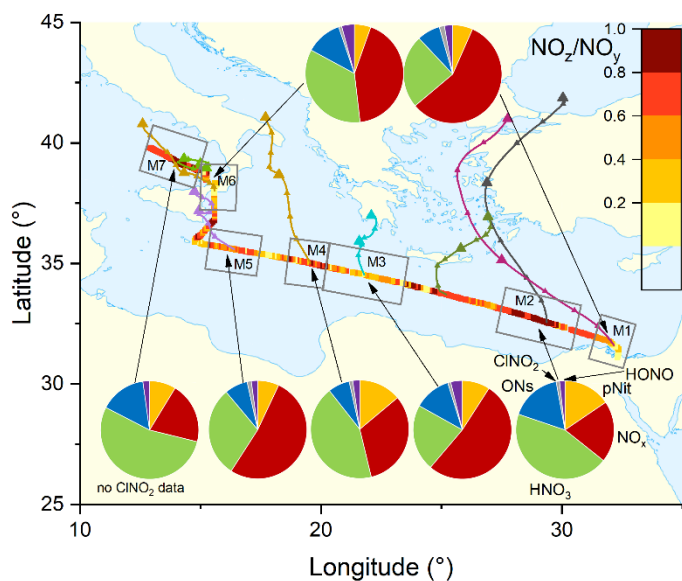 45
40
35
30
25
10
15
20
25
30
Latitude (°)
Longitude (°)
NOz/NOy
1.0
0.8
0.6
0.4
0.2
M7
M6
M5
M4
M3
M2
M1
ClNO₂
HONO
ONs
pNit
NOₓ
HNO₃
no ClNO₂ data